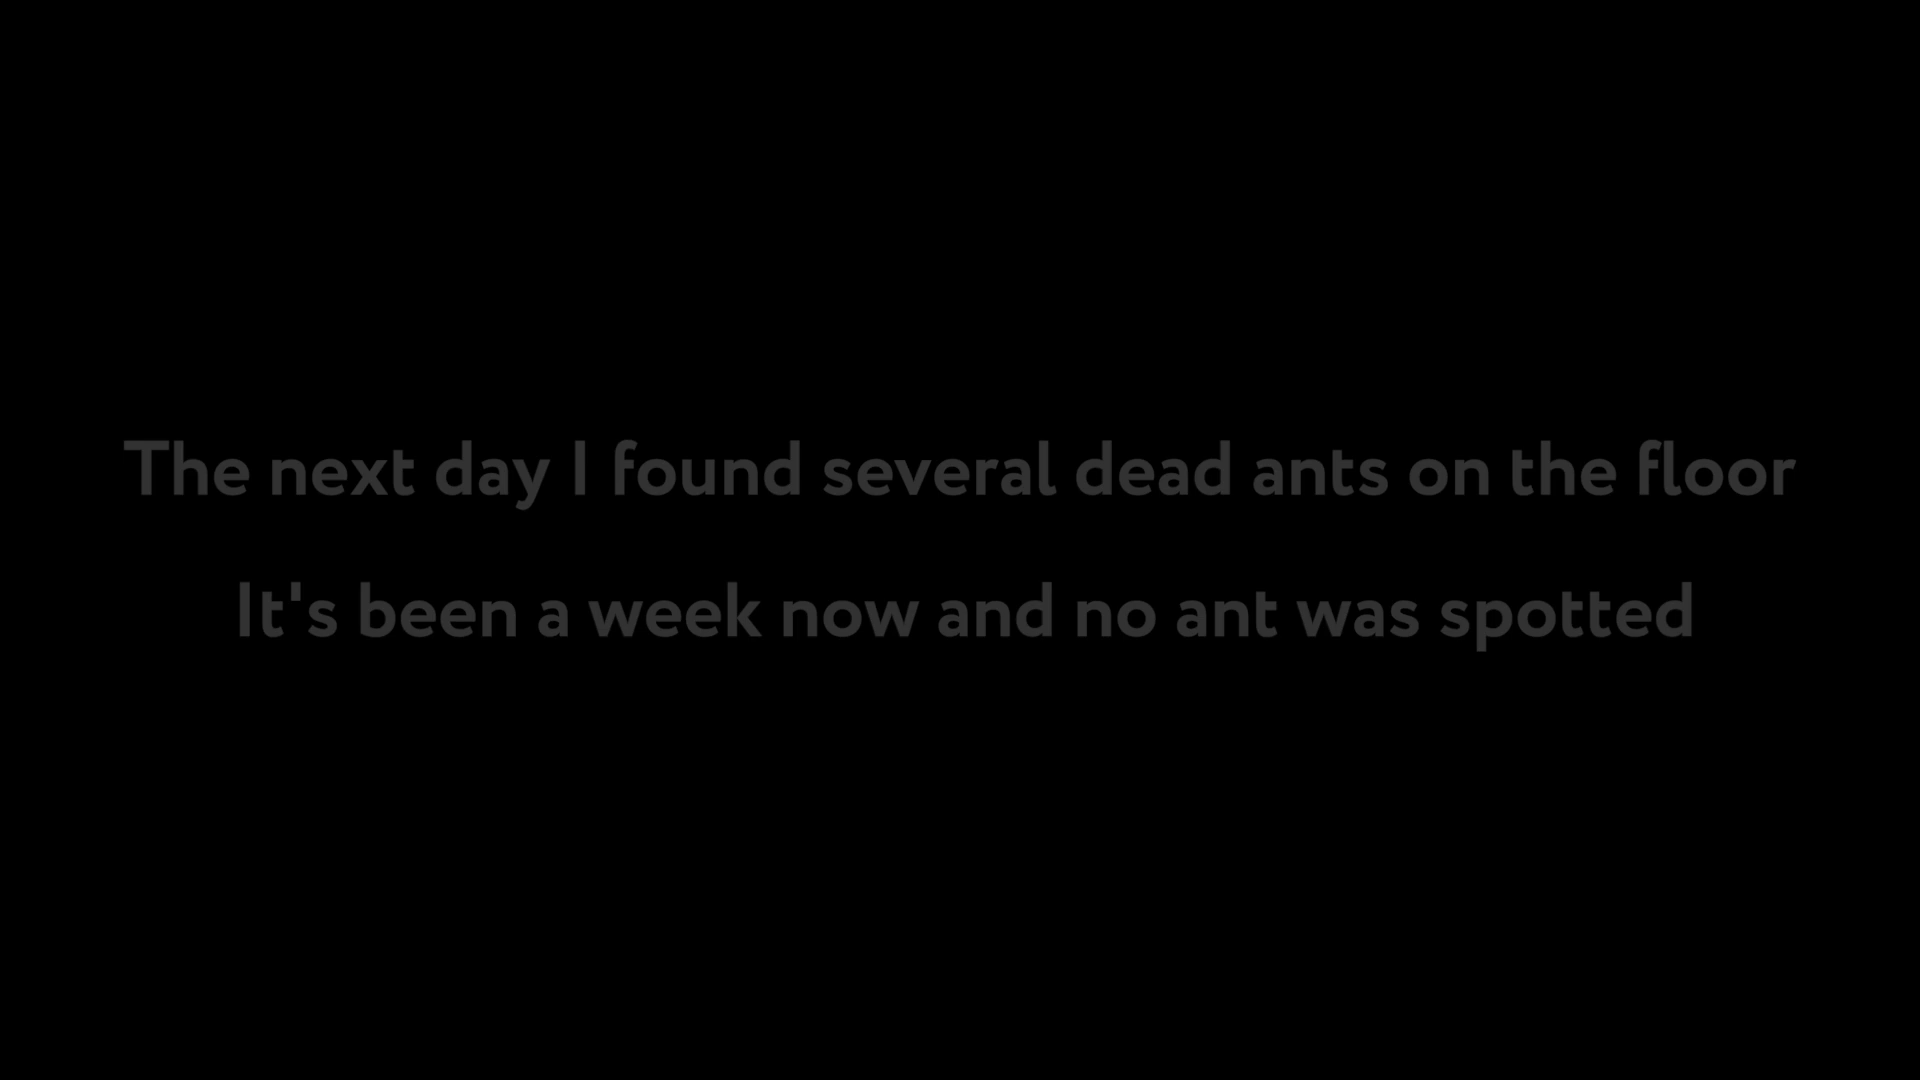 The next day I found several dead ants on the floor
It's been a week now and no ant was spotted